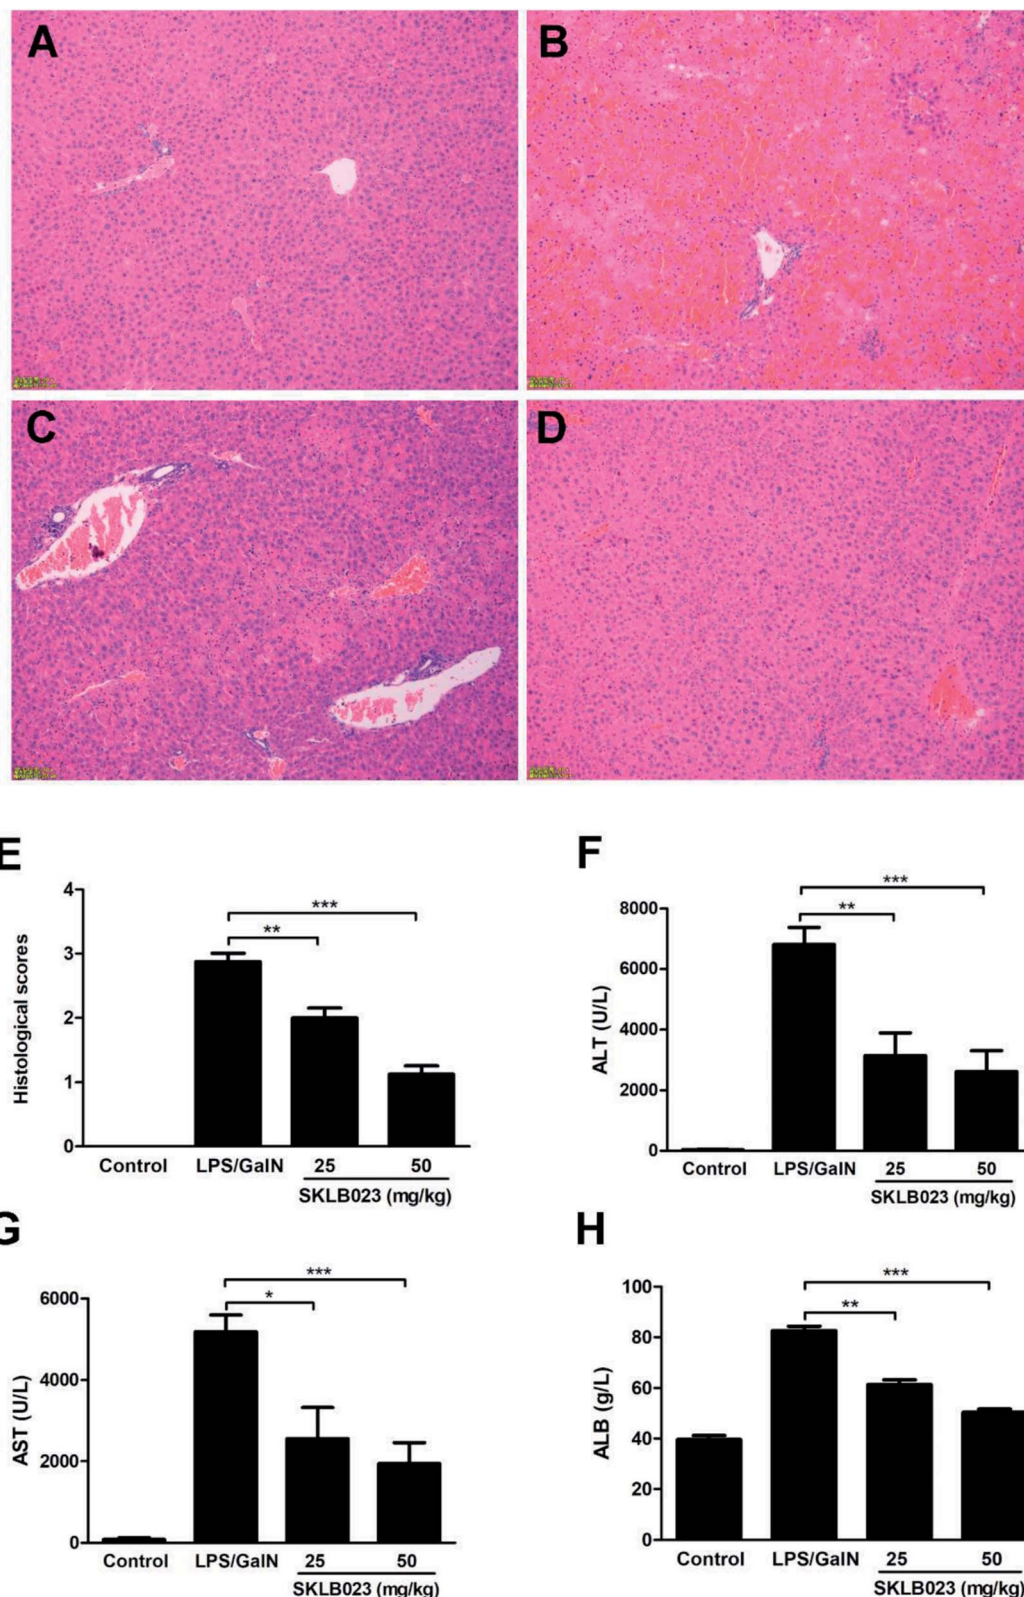 A
B
C
D
E
4
3
2
1
0
Histological scores
**
***
Control
LPS/GalN
25
50
SKLB023 (mg/kg)
F
8000
6000
4000
2000
0
ALT (U/L)
**
***
Control
LPS/GalN
25
50
SKLB023 (mg/kg)
G
6000
4000
2000
0
AST (U/L)
*
***
Control
LPS/GalN
25
50
SKLB023 (mg/kg)
H
100
80
60
40
20
0
ALB (g/L)
**
***
Control
LPS/GalN
25
50
SKLB023 (mg/kg)